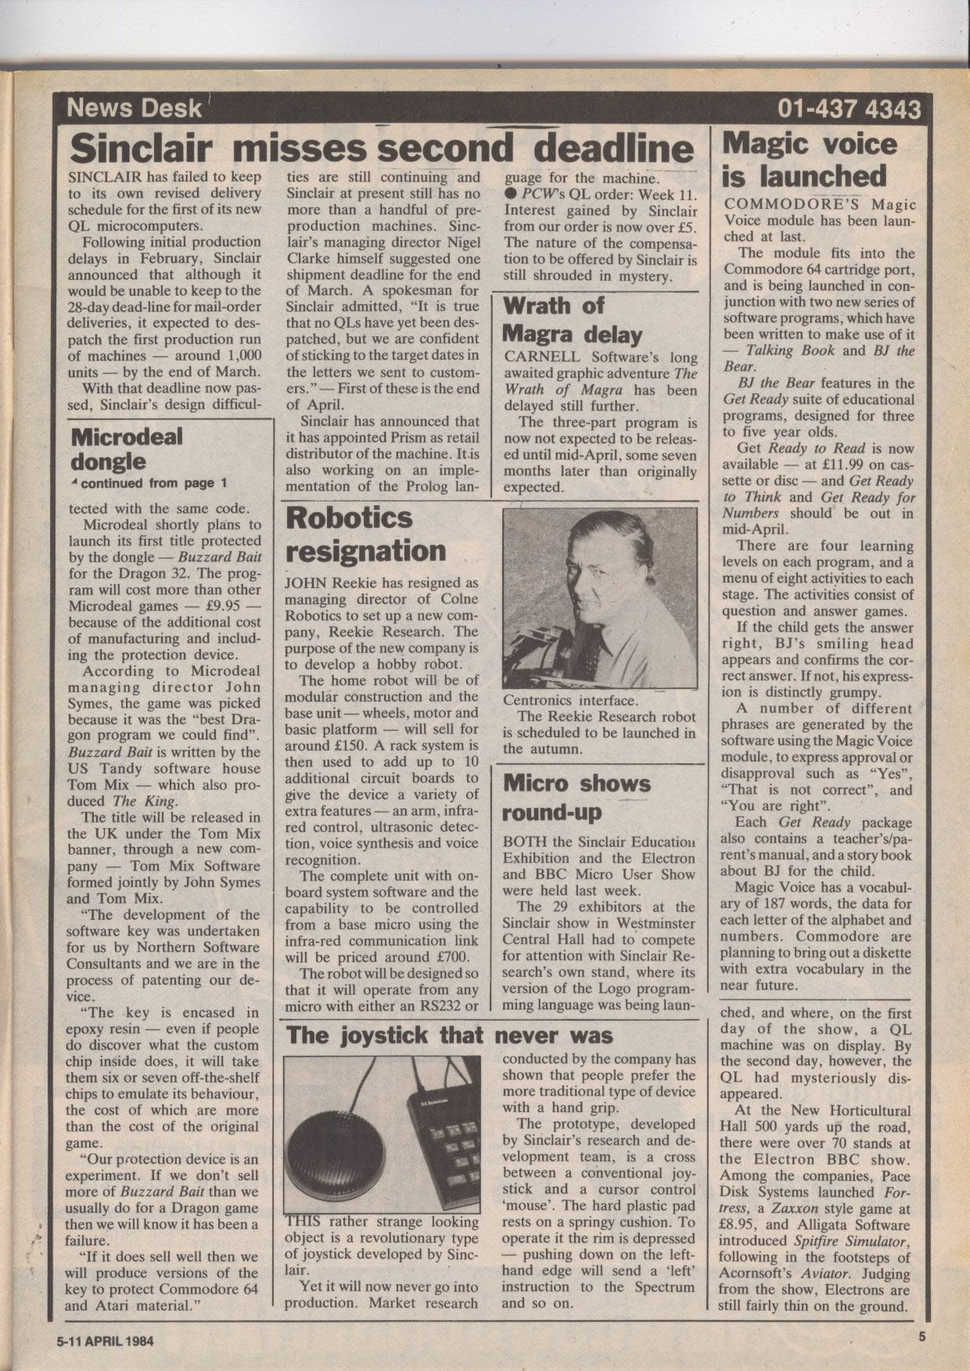 News Desk
01-437 4343
Sinclair misses second deadline
SINCLAIR has failed to keep
to its own revised delivery
schedule for the first of its new
QL microcomputers.
Following initial production
delays in February, Sinclair
announced that although it
would be unable to keep to the
28-day dead-line for mail-order
deliveries, it expected to des-
patch the first production run
of machines — around 1,000
units — by the end of March.
With that deadline now pas-
sed, Sinclair's design difficul-
ties are still continuing and
Sinclair at present still has no
more than a handful of pre-
production machines. Sinc-
lair's managing director Nigel
Clarke himself suggested one
shipment deadline for the end
of March. A spokesman for
Sinclair admitted, "It is true
that no QLs have yet been des-
patched, but we are confident
of sticking to the target dates in
the letters we sent to custom-
ers." — First of these is the end
of April.
Sinclair has announced that
it has appointed Prism as retail
distributor of the machine. It is
also working on an imple-
mentation of the Prolog lan-
guage for the machine.
● PCW's QL order: Week 11.
Interest gained by Sinclair
from our order is now over £5.
The nature of the compensa-
tion to be offered by Sinclair is
still shrouded in mystery.
Microdeal
dongle
continued from page 1
tected with the same code.
Microdeal shortly plans to
launch its first title protected
by the dongle — Buzzard Bait
for the Dragon 32. The prog-
ram will cost more than other
Microdeal games — £9.95 —
because of the additional cost
of manufacturing and includ-
ing the protection device.
According to Microdeal
managing director John
Symes, the game was picked
because it was the "best Dra-
gon program we could find".
Buzzard Bait is written by the
US Tandy software house
Tom Mix — which also pro-
duced The King.
The title will be released in
the UK under the Tom Mix
banner, through a new com-
pany — Tom Mix Software
formed jointly by John Symes
and Tom Mix.
"The development of the
software key was undertaken
for us by Northern Software
Consultants and we are in the
process of patenting our de-
vice.
"The key is encased in
epoxy resin — even if people
do discover what the custom
chip inside does, it will take
them six or seven off-the-shelf
chips to emulate its behaviour,
the cost of which are more
than the cost of the original
game.
"Our protection device is an
experiment. If we don't sell
more of Buzzard Bait than we
usually do for a Dragon game
then we will know it has been a
failure.
"If it does sell well then we
will produce versions of the
key to protect Commodore 64
and Atari material."
Wrath of
Magra delay
CARNELL Software's long
awaited graphic adventure The
Wrath of Magra has been
delayed still further.
The three-part program is
now not expected to be releas-
ed until mid-April, some seven
months later than originally
expected.
Robotics
resignation
JOHN Reekie has resigned as
managing director of Colne
Robotics to set up a new com-
pany, Reekie Research. The
purpose of the new company is
to develop a hobby robot.
The home robot will be of
modular construction and the
base unit — wheels, motor and
basic platform — will sell for
around £150. A rack system is
then used to add up to 10
additional circuit boards to
give the device a variety of
extra features — an arm, infra-
red control, ultrasonic detec-
tion, voice synthesis and voice
recognition.
The complete unit with on-
board system software and the
capability to be controlled
from a base micro using the
infra-red communication link
will be priced around £700.
The robot will be designed so
that it will operate from any
micro with either an RS232 or
Centronics interface.
The Reekie Research robot
is scheduled to be launched in
the autumn.
Micro shows
round-up
BOTH the Sinclair Education
Exhibition and the Electron
and BBC Micro User Show
were held last week.
The 29 exhibitors at the
Sinclair show in Westminster
Central Hall had to compete
for attention with Sinclair Re-
search's own stand, where its
version of the Logo program-
ming language was being laun-
ched, and where, on the first
day of the show, a QL
machine was on display. By
the second day, however, the
QL had mysteriously dis-
appeared.
At the New Horticultural
Hall 500 yards up the road,
there were over 70 stands at
the Electron BBC show.
Among the companies, Pace
Disk Systems launched For-
tress, a Zaxxon style game at
£8.95, and Alligata Software
introduced Spitfire Simulator,
following in the footsteps of
Acornsoft's Aviator. Judging
from the show, Electrons are
still fairly thin on the ground.
The joystick that never was
THIS rather strange looking
object is a revolutionary type
of joystick developed by Sinc-
lair.
Yet it will now never go into
production. Market research
conducted by the company has
shown that people prefer the
more traditional type of device
with a hand grip.
The prototype, developed
by Sinclair's research and de-
velopment team, is a cross
between a conventional joy-
stick and a cursor control
'mouse'. The hard plastic pad
rests on a springy cushion. To
operate it the rim is depressed
— pushing down on the left-
hand edge will send a 'left'
instruction to the Spectrum
and so on.
Magic voice
is launched
COMMODORE'S Magic
Voice module has been laun-
ched at last.
The module fits into the
Commodore 64 cartridge port,
and is being launched in con-
junction with two new series of
software programs, which have
been written to make use of it
— Talking Book and BJ the
Bear.
BJ the Bear features in the
Get Ready suite of educational
programs, designed for three
to five year olds.
Get Ready to Read is now
available — at £11.99 on cas-
sette or disc — and Get Ready
to Think and Get Ready for
Numbers should be out in
mid-April.
There are four learning
levels on each program, and a
menu of eight activities to each
stage. The activities consist of
question and answer games.
If the child gets the answer
right, BJ's smiling head
appears and confirms the cor-
rect answer. If not, his express-
ion is distinctly grumpy.
A number of different
phrases are generated by the
software using the Magic Voice
module, to express approval or
disapproval such as "Yes",
"That is not correct", and
"You are right".
Each Get Ready package
also contains a teacher's/pa-
rent's manual, and a story book
about BJ for the child.
Magic Voice has a vocabul-
ary of 187 words, the data for
each letter of the alphabet and
numbers. Commodore are
planning to bring out a diskette
with extra vocabulary in the
near future.
5-11 APRIL 1984
5